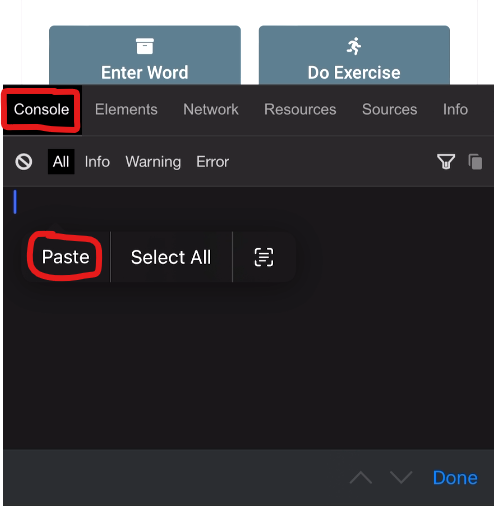 Enter Word Do Exercise
Console Elements Network Resources Sources Info
All Info Warning Error
Paste Select All
Done